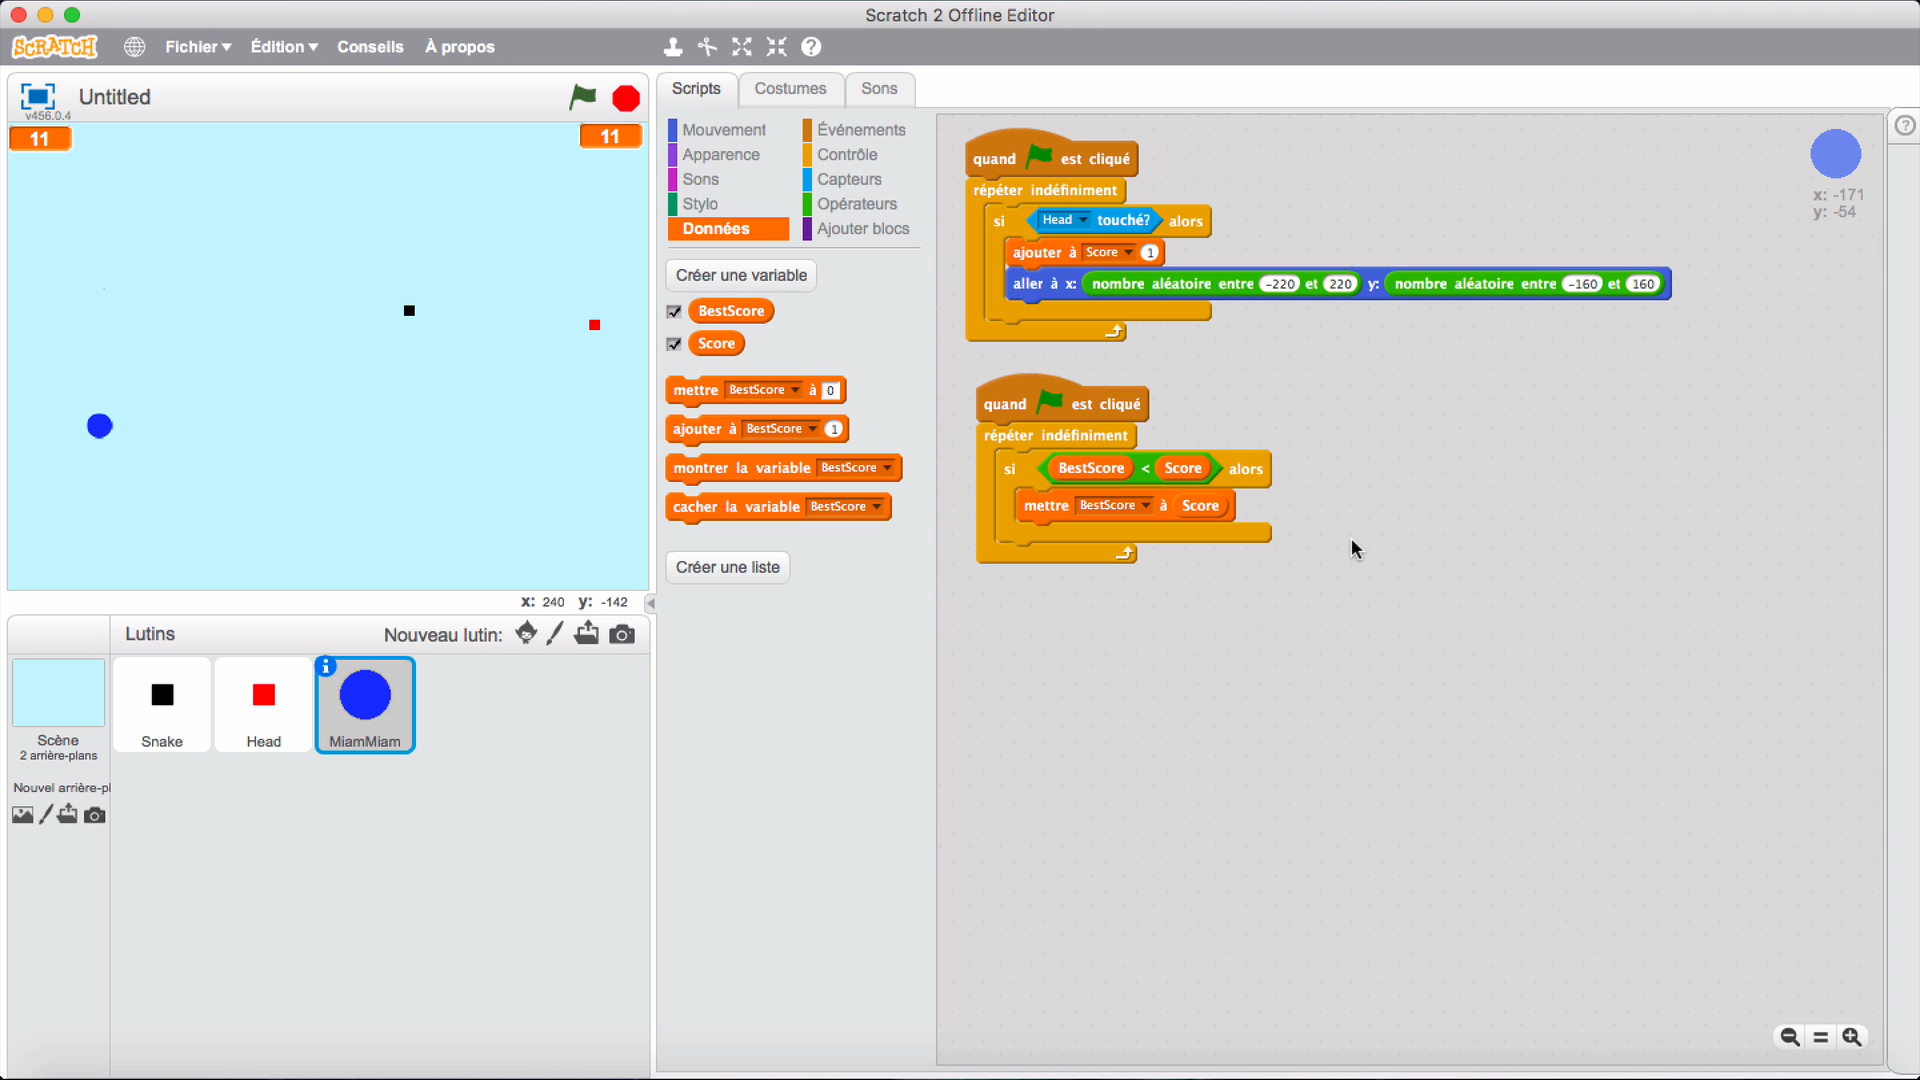 Scratch 2 Offline Editor
SCRATCH Fichier Édition Conseils À propos
Untitled
v456.0.4
11
11
x: 240 y: -142
Lutins
Nouveau lutin:
Scène
2 arrière-plans
Nouvel arrière-pl
Snake
Head
MiamMiam
Scripts
Costumes
Sons
Mouvement
Apparence
Sons
Stylo
Données
Événements
Contrôle
Capteurs
Opérateurs
Ajouter blocs
Créer une variable
BestScore
Score
mettre BestScore à 0
ajouter à BestScore 1
montrer la variable BestScore
cacher la variable BestScore
Créer une liste
quand est cliqué
répéter indéfiniment
si Head touché? alors
ajouter à Score 1
aller à x: nombre aléatoire entre -220 et 220 y: nombre aléatoire entre -160 et 160
quand est cliqué
répéter indéfiniment
si BestScore < Score alors
mettre BestScore à Score
x: -171
y: -54